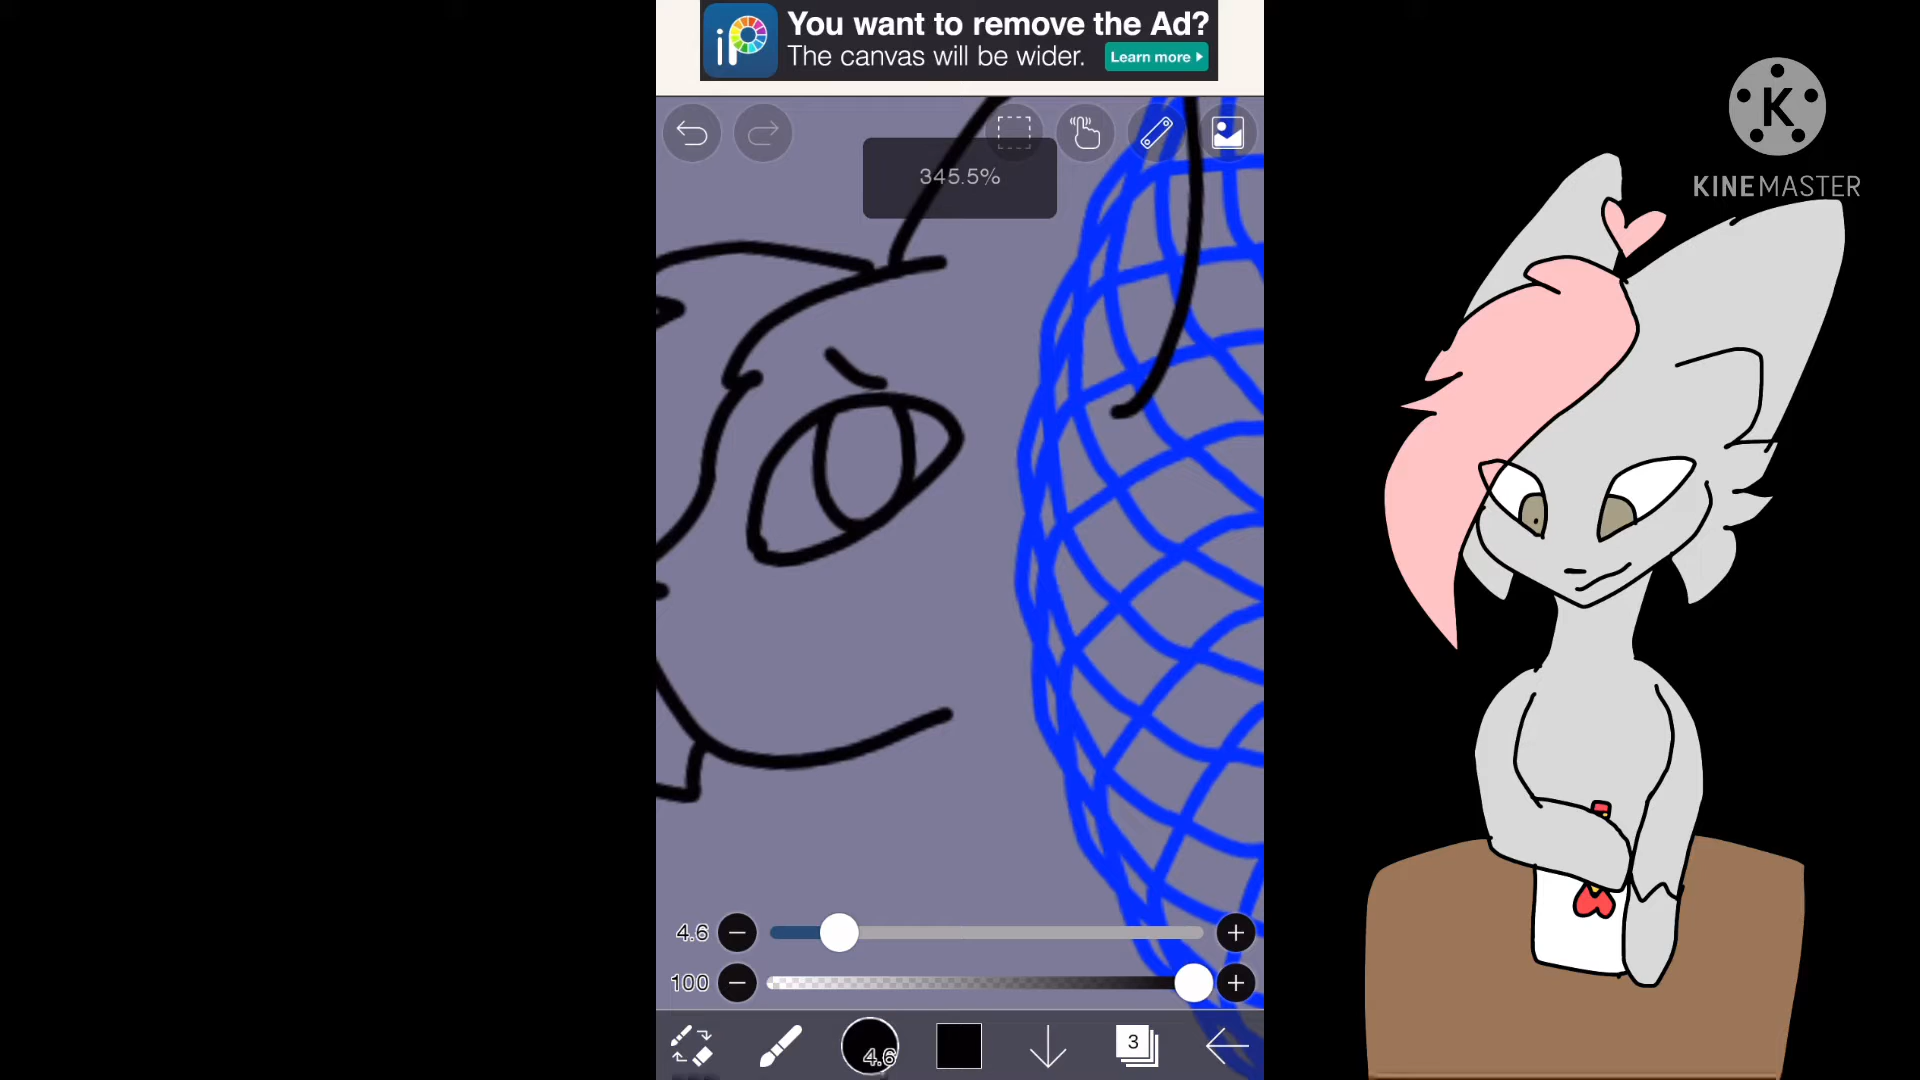 iP
You want to remove the Ad?
The canvas will be wider.
Learn more
345.5%
K
KINEMASTER
4.6
100
4.6
3